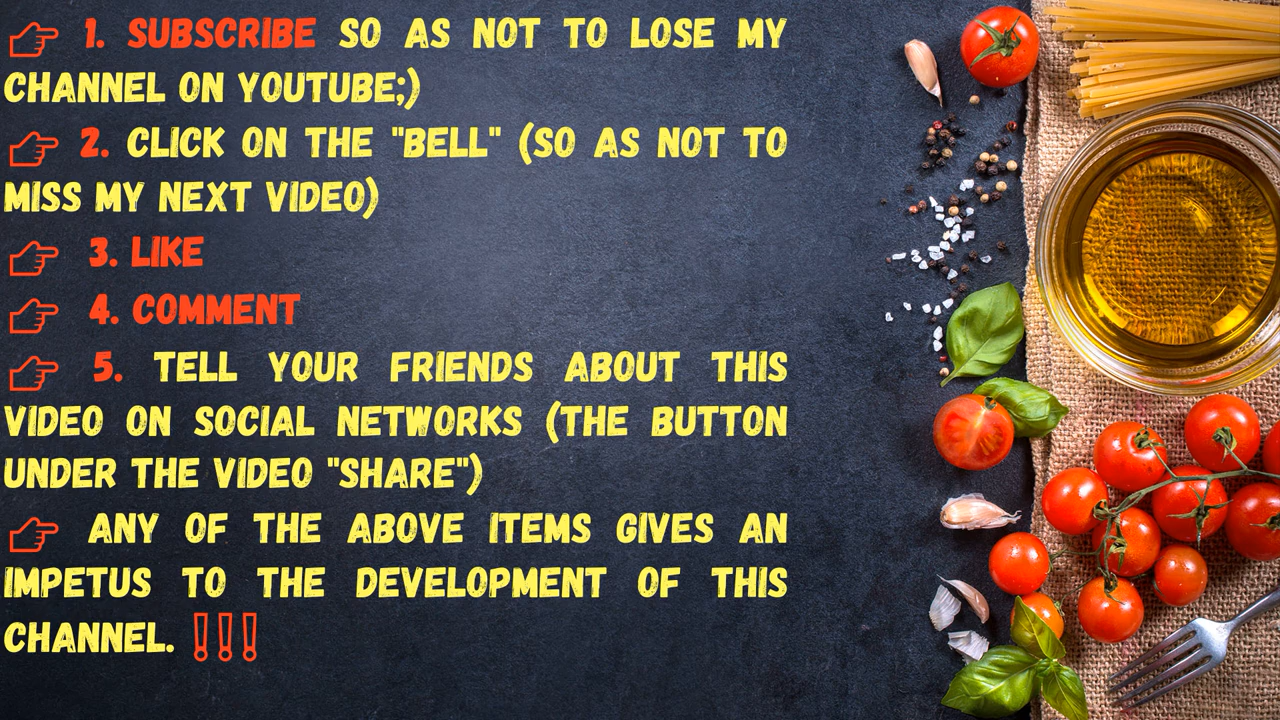 👉 1. SUBSCRIBE SO AS NOT TO LOSE MY
CHANNEL ON YOUTUBE;)
👉 2. CLICK ON THE "BELL" (SO AS NOT TO
MISS MY NEXT VIDEO)
👉 3. LIKE
👉 4. COMMENT
👉 5. TELL YOUR FRIENDS ABOUT THIS
VIDEO ON SOCIAL NETWORKS (THE BUTTON
UNDER THE VIDEO "SHARE")
👉 ANY OF THE ABOVE ITEMS GIVES AN
IMPETUS TO THE DEVELOPMENT OF THIS
CHANNEL. ❗❗❗